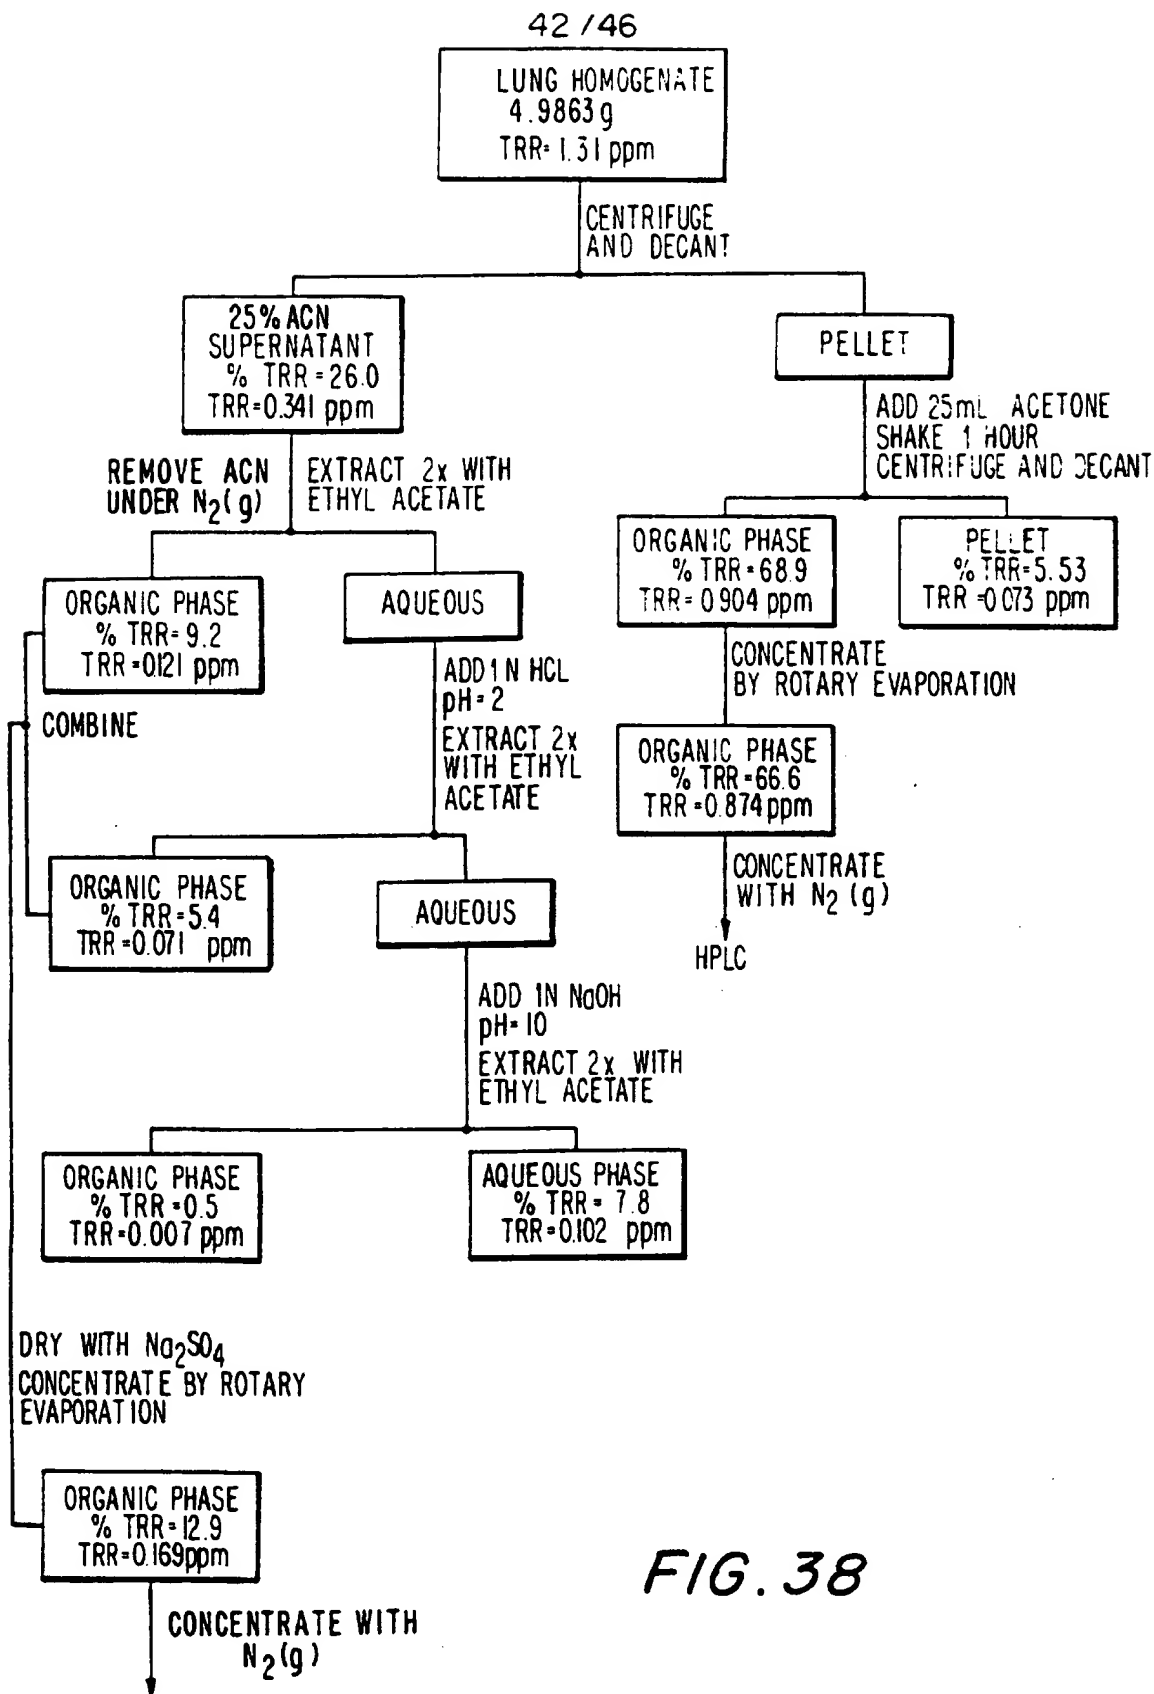 42/46
LUNG HOMOGENATE
4.9863g
TRR=1.31 ppm
CENTRIFUGE
AND DECANT
25% ACN
SUPERNATANT
% TRR=26.0
TRR=0.341 ppm
PELLET
REMOVE ACN
UNDER N2(g)
EXTRACT 2x WITH
ETHYL ACETATE
ADD 25mL ACETONE
SHAKE 1 HOUR
CENTRIFUGE AND DECANT
ORGANIC PHASE
% TRR=9.2
TRR=0.121 ppm
AQUEOUS
ORGANIC PHASE
% TRR=68.9
TRR=0.904 ppm
PELLET
% TRR=5.53
TRR=0.073 ppm
COMBINE
ADD 1N HCL
pH=2
EXTRACT 2x
WITH ETHYL
ACETATE
CONCENTRATE
BY ROTARY EVAPORATION
ORGANIC PHASE
% TRR=66.6
TRR=0.874 ppm
ORGANIC PHASE
% TRR=5.4
TRR=0.071 ppm
AQUEOUS
CONCENTRATE
WITH N2(g)
HPLC
ADD 1N NaOH
pH=10
EXTRACT 2x WITH
ETHYL ACETATE
ORGANIC PHASE
% TRR=0.5
TRR=0.007 ppm
AQUEOUS PHASE
% TRR=7.8
TRR=0.102 ppm
DRY WITH Na2SO4
CONCENTRATE BY ROTARY
EVAPORATION
ORGANIC PHASE
% TRR=12.9
TRR=0.169ppm
CONCENTRATE WITH
N2(g)
FIG. 38